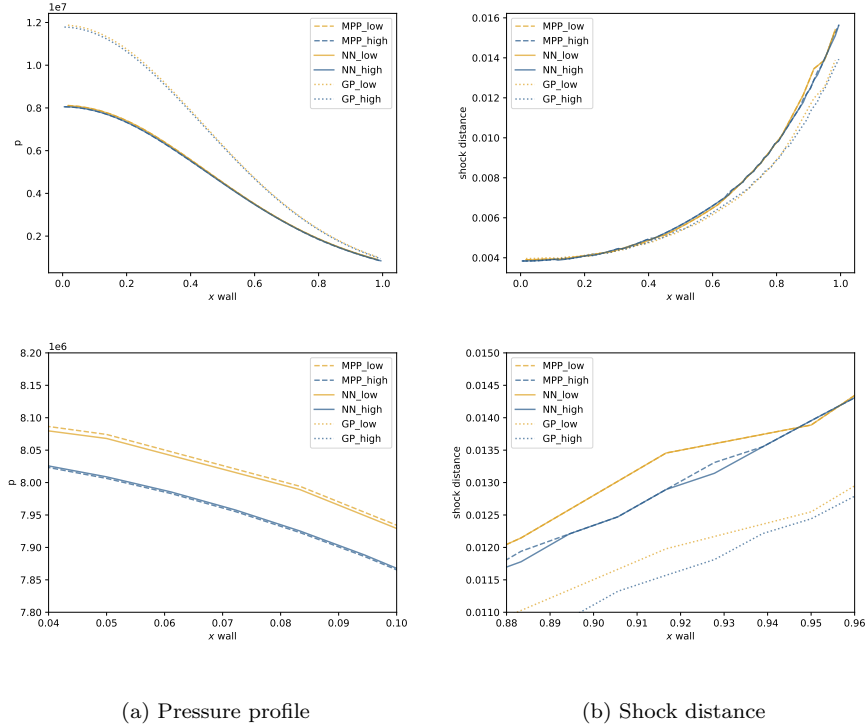 1e7
1.2
1.0
0.8
0.6
0.4
0.2
p
0.0 0.2 0.4 0.6 0.8 1.0
x wall
MPP_low
MPP_high
NN_low
NN_high
GP_low
GP_high
0.016
0.014
0.012
0.010
0.008
0.006
0.004
shock distance
0.0 0.2 0.4 0.6 0.8 1.0
x wall
MPP_low
MPP_high
NN_low
NN_high
GP_low
GP_high
1e6
8.20
8.15
8.10
8.05
8.00
7.95
7.90
7.85
7.80
p
0.04 0.05 0.06 0.07 0.08 0.09 0.10
x wall
MPP_low
MPP_high
NN_low
NN_high
GP_low
GP_high
0.0150
0.0145
0.0140
0.0135
0.0130
0.0125
0.0120
0.0115
0.0110
shock distance
0.88 0.89 0.90 0.91 0.92 0.93 0.94 0.95 0.96
x wall
MPP_low
MPP_high
NN_low
NN_high
GP_low
GP_high
(a) Pressure profile
(b) Shock distance